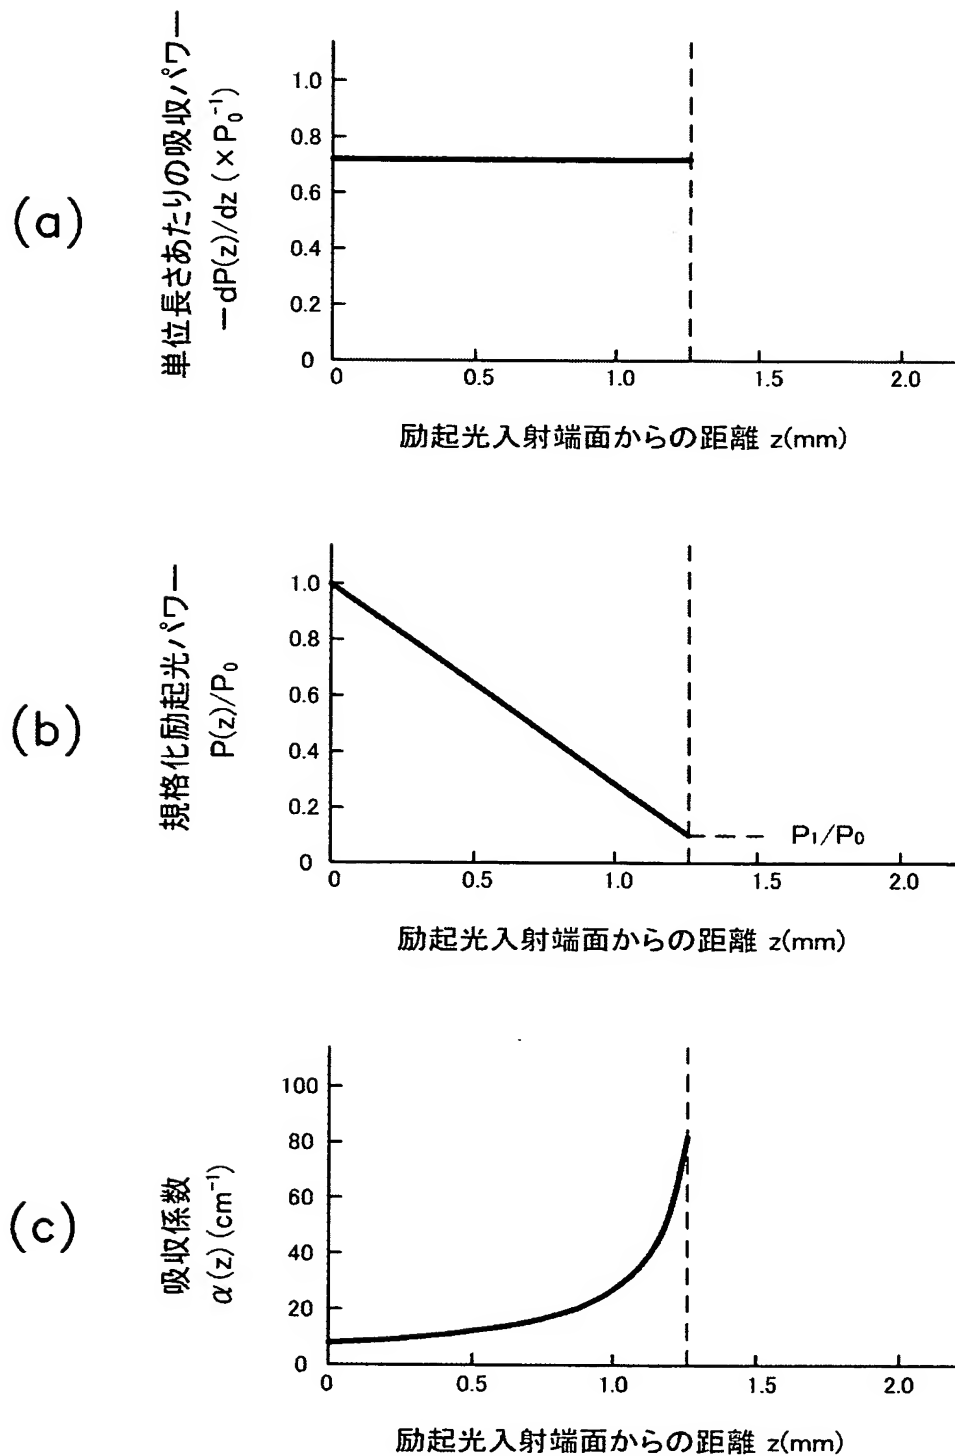 (a)
単位長さあたりの吸収パワー
－dP(z)/dz (×P₀⁻¹)
1.0
0.8
0.6
0.4
0.2
0
0 0.5 1.0 1.5 2.0
励起光入射端面からの距離 z(mm)
(b)
規格化励起光パワー
P(z)/P₀
1.0
0.8
0.6
0.4
0.2
0
P₁/P₀
0 0.5 1.0 1.5 2.0
励起光入射端面からの距離 z(mm)
(c)
吸収係数
α(z) (cm⁻¹)
100
80
60
40
20
0
0 0.5 1.0 1.5 2.0
励起光入射端面からの距離 z(mm)